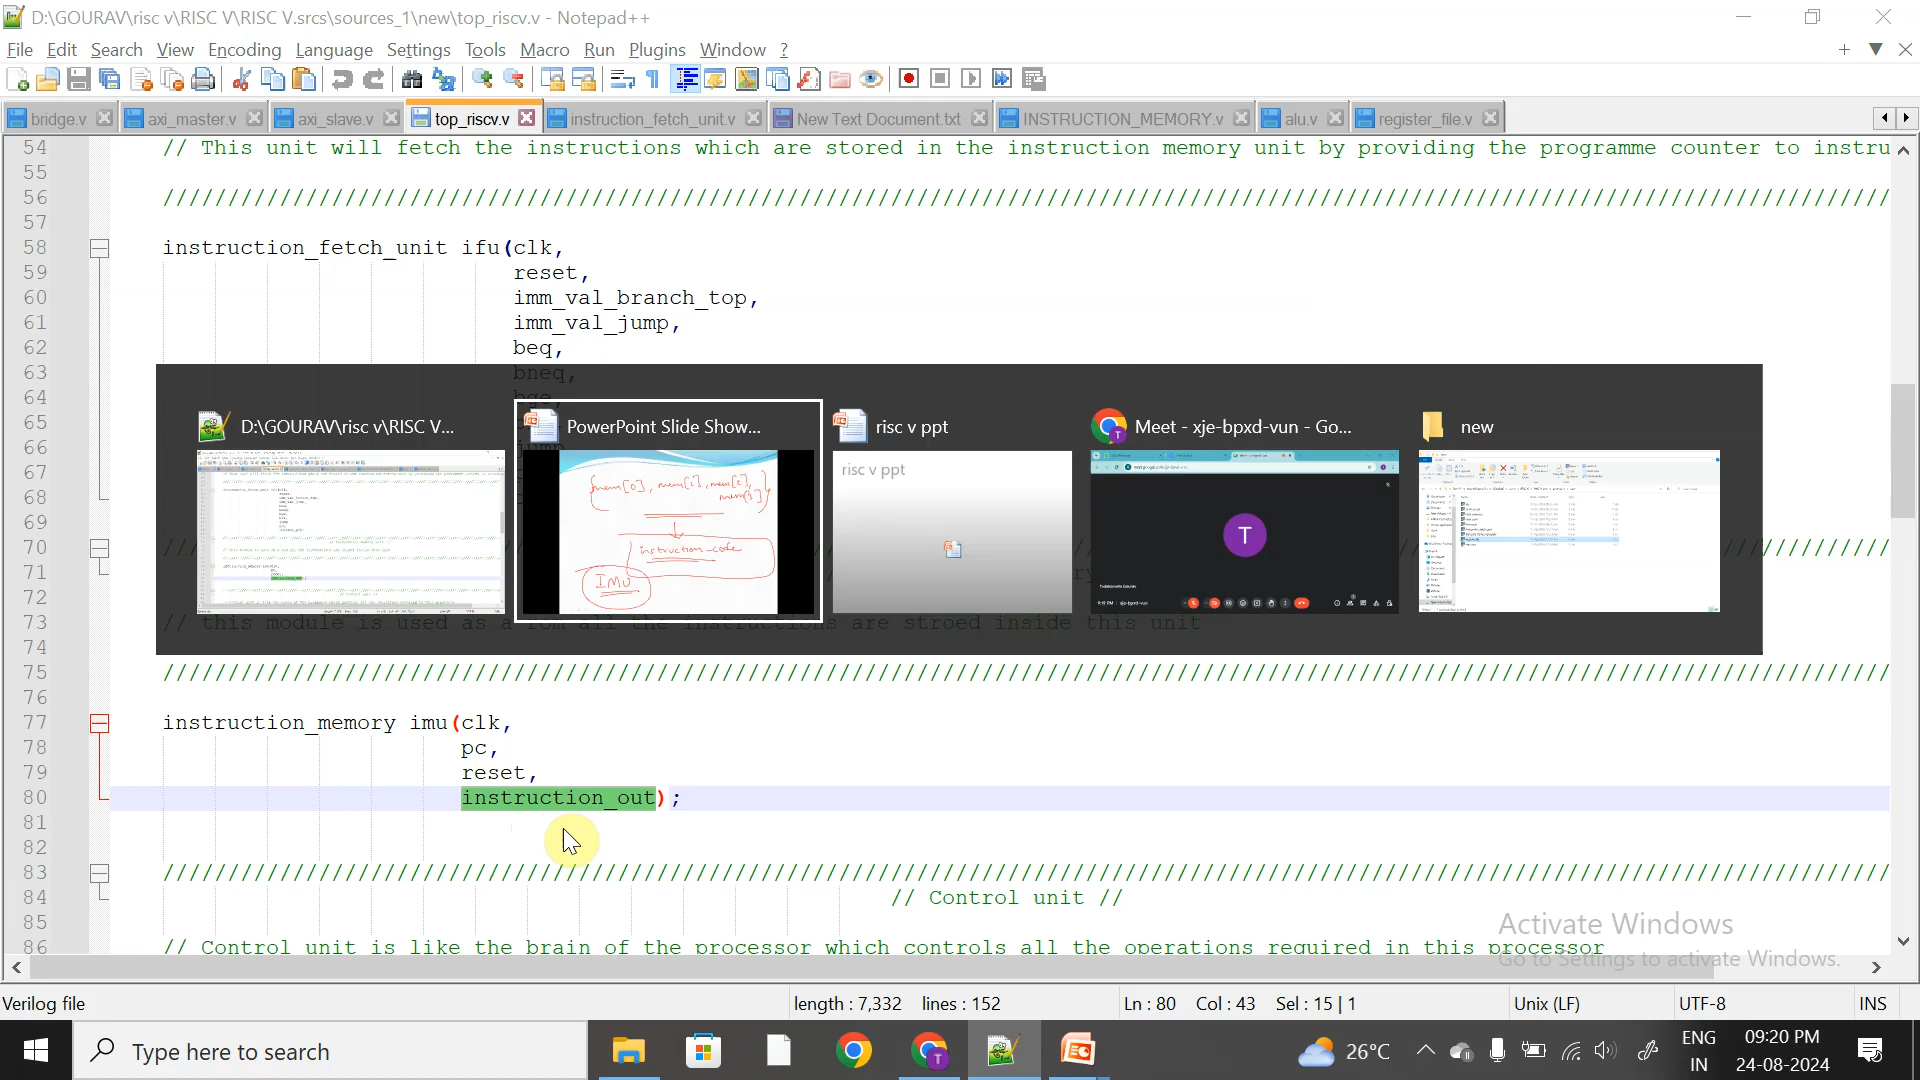 D:\GOURAV\risc v\RISC V\RISC V.srcs\sources_1\new\top_riscv.v - Notepad++
File Edit Search View Encoding Language Settings Tools Macro Run Plugins Window ?
bridge.v axi_master.v axi_slave.v top_riscv.v instruction_fetch_unit.v New Text Document.txt INSTRUCTION_MEMORY.v alu.v register_file.v
54 // This unit will fetch the instructions which are stored in the instruction memory unit by providing the programme counter to instru
55
56 //////////////////////////////////////////////////////////////////////////////////////////////////////////////////////////////////////
57
58 instruction_fetch_unit ifu(clk,
59 reset,
60 imm_val_branch_top,
61 imm_val_jump,
62 beq,
63 bneq,
64 bge,
65
66
67
68
69
70
71
72
73 // this module is used as a rom all the instructions are stroed inside this unit
74
75 //////////////////////////////////////////////////////////////////////////////////////////////////////////////////////////////////////
76
77 instruction_memory imu(clk,
78 pc,
79 reset,
80 instruction_out);
81
82
83 //////////////////////////////////////////////////////////////////////////////////////////////////////////////////////////////////////
84 // Control unit //
85
86 // Control unit is like the brain of the processor which controls all the operations required in this processor
D:\GOURAV\risc v\RISC V...
PowerPoint Slide Show...
risc v ppt
Meet - xje-bpxd-vun - Go...
new
mem[0], mem[1], mem[2], mem[3]
instruction_code
IMU
risc v ppt
T
Activate Windows
Go to Settings to activate Windows.
Verilog file length : 7,332 lines : 152 Ln : 80 Col : 43 Sel : 15 | 1 Unix (LF) UTF-8 INS
Type here to search
26°C
ENG
IN
09:20 PM
24-08-2024